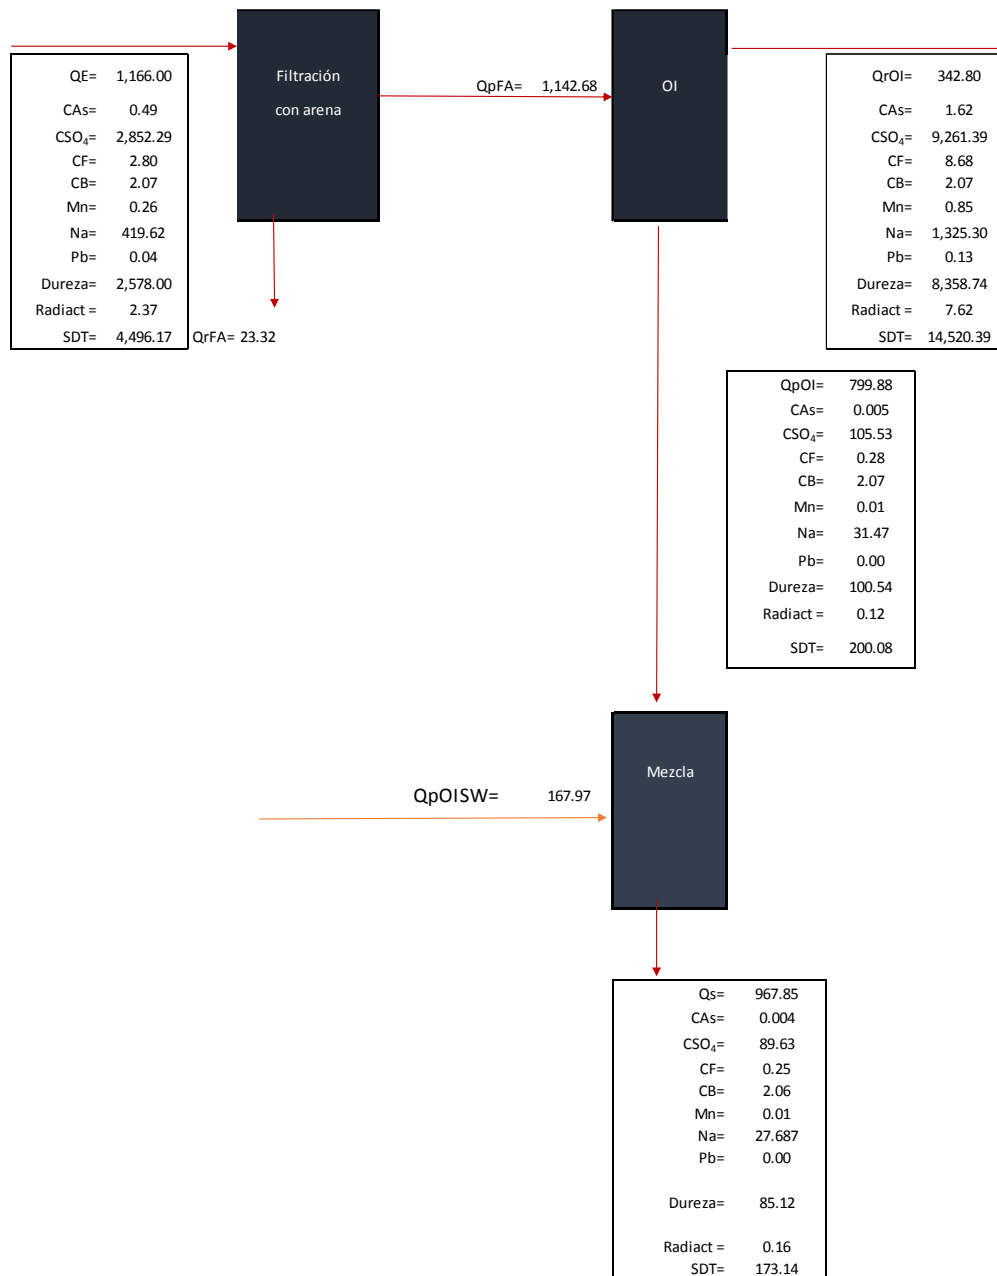 QE= 1,166.00
CAs= 0.49
CSO₄= 2,852.29
CF= 2.80
CB= 2.07
Mn= 0.26
Na= 419.62
Pb= 0.04
Dureza= 2,578.00
Radiact = 2.37
SDT= 4,496.17
Filtración
con arena
QrFA= 23.32
QpFA= 1,142.68
OI
QrOI= 342.80
CAs= 1.62
CSO₄= 9,261.39
CF= 8.68
CB= 2.07
Mn= 0.85
Na= 1,325.30
Pb= 0.13
Dureza= 8,358.74
Radiact = 7.62
SDT= 14,520.39
QpOI= 799.88
CAs= 0.005
CSO₄= 105.53
CF= 0.28
CB= 2.07
Mn= 0.01
Na= 31.47
Pb= 0.00
Dureza= 100.54
Radiact = 0.12
SDT= 200.08
QpOISW= 167.97
Mezcla
Qs= 967.85
CAs= 0.004
CSO₄= 89.63
CF= 0.25
CB= 2.06
Mn= 0.01
Na= 27.687
Pb= 0.00
Dureza= 85.12
Radiact = 0.16
SDT= 173.14